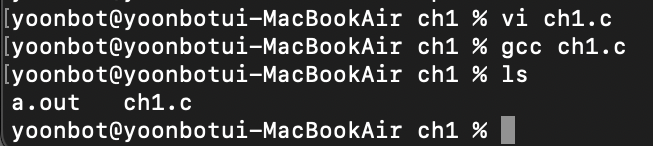 [yoonbot@yoonbotui-MacBookAir ch1 % vi ch1.c
[yoonbot@yoonbotui-MacBookAir ch1 % gcc ch1.c
[yoonbot@yoonbotui-MacBookAir ch1 % ls
a.out   ch1.c
yoonbot@yoonbotui-MacBookAir ch1 %